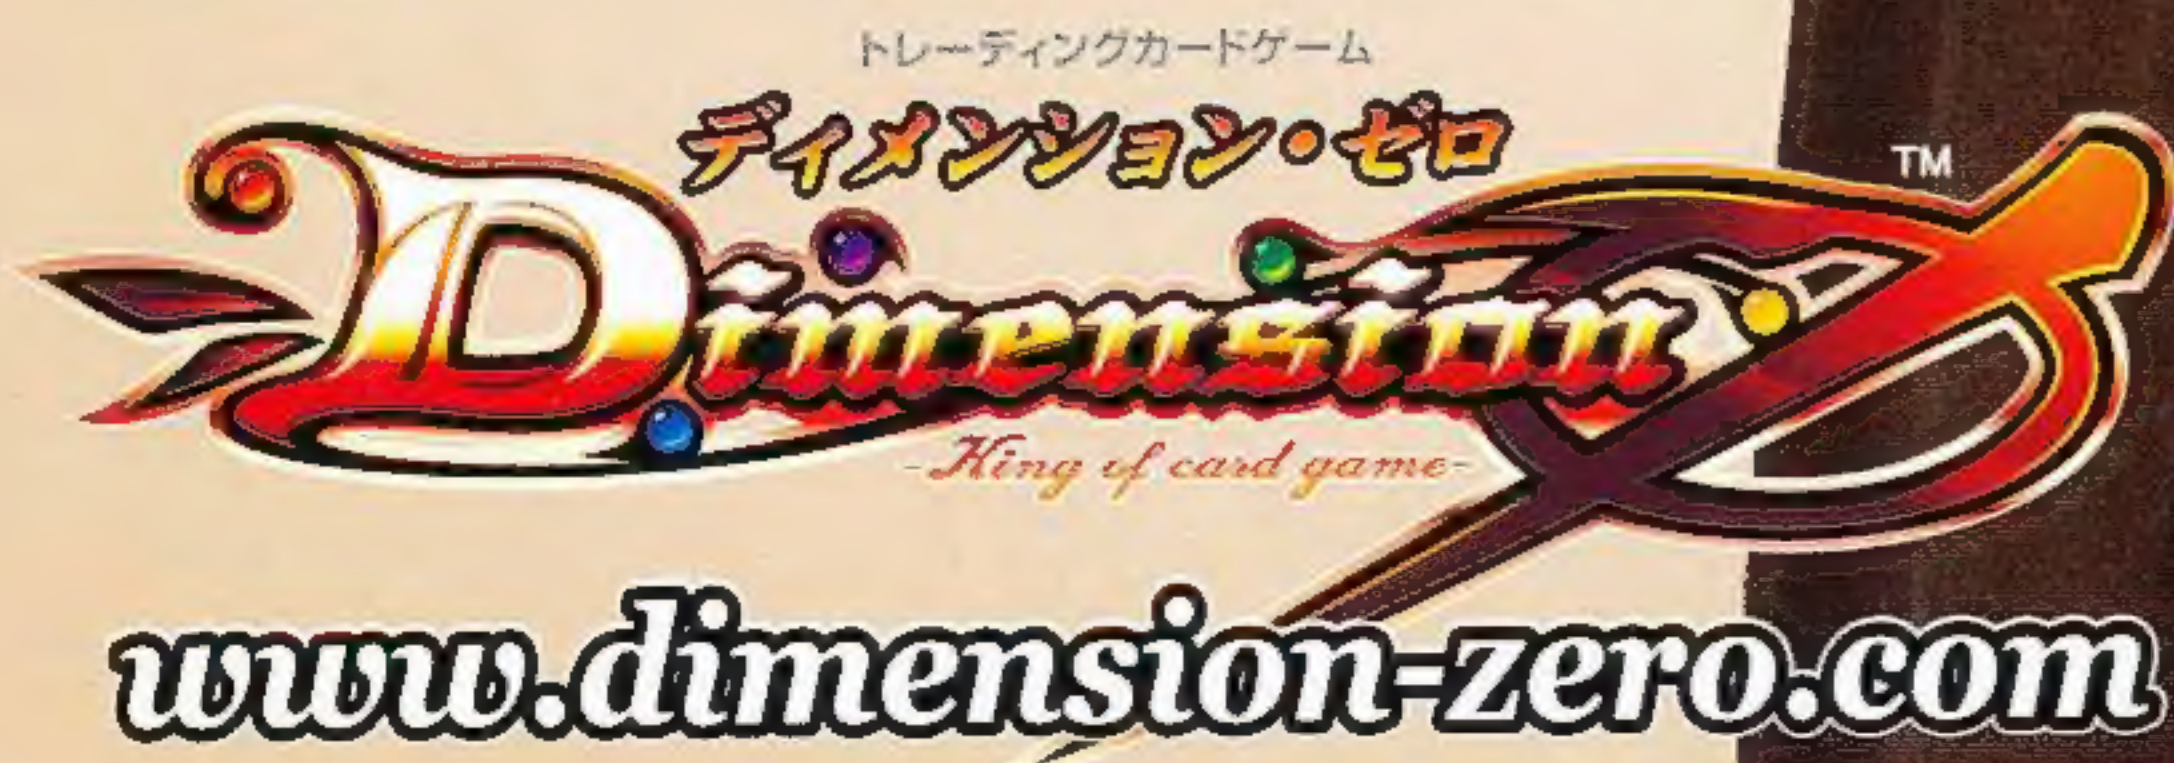 トレーディングカードゲーム
ディメンション・ゼロ
TM
Dimension 0
-King of card game-
www.dimension-zero.com